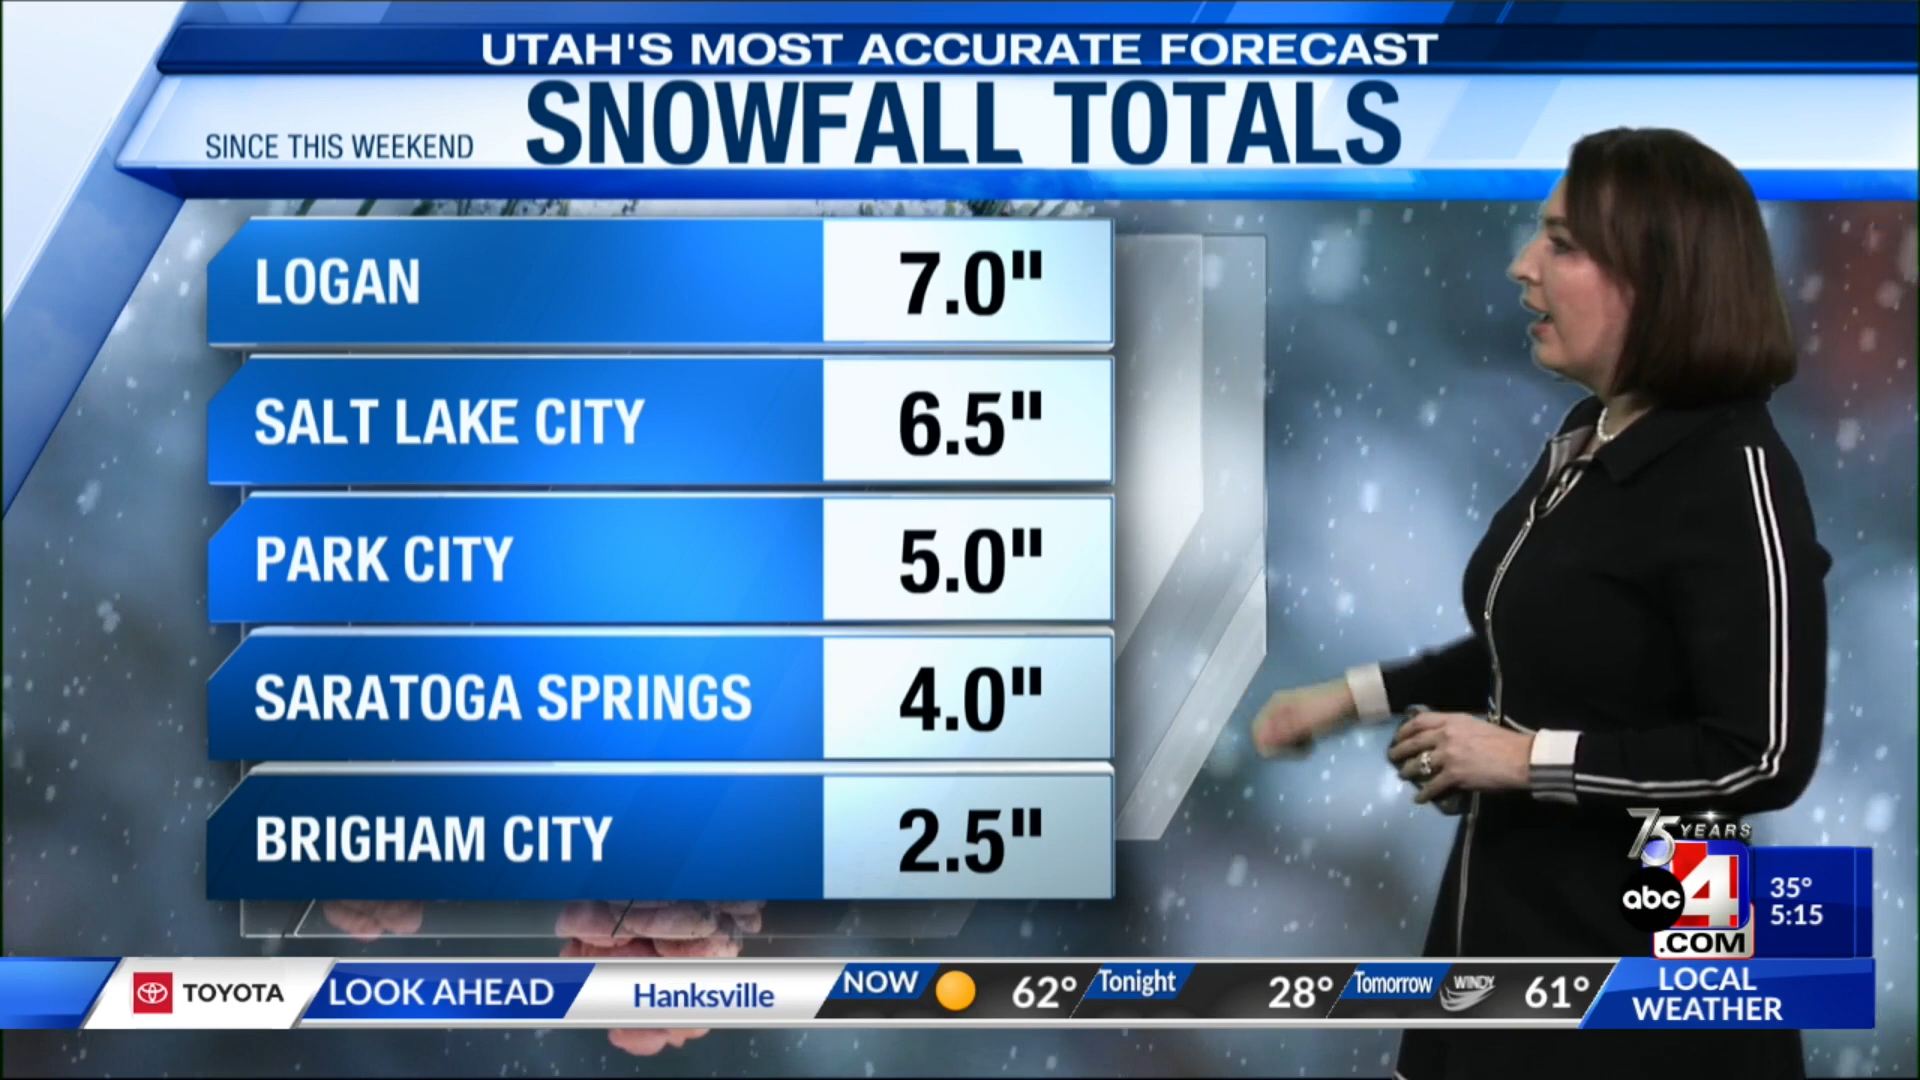 UTAH'S MOST ACCURATE FORECAST
SINCE THIS WEEKEND
SNOWFALL TOTALS
LOGAN 7.0"
SALT LAKE CITY 6.5"
PARK CITY 5.0"
SARATOGA SPRINGS 4.0"
BRIGHAM CITY 2.5"
75 YEARS
abc 4
.COM
35°
5:15
TOYOTA LOOK AHEAD Hanksville NOW 62° Tonight 28° Tomorrow WINDY 61°
LOCAL
WEATHER